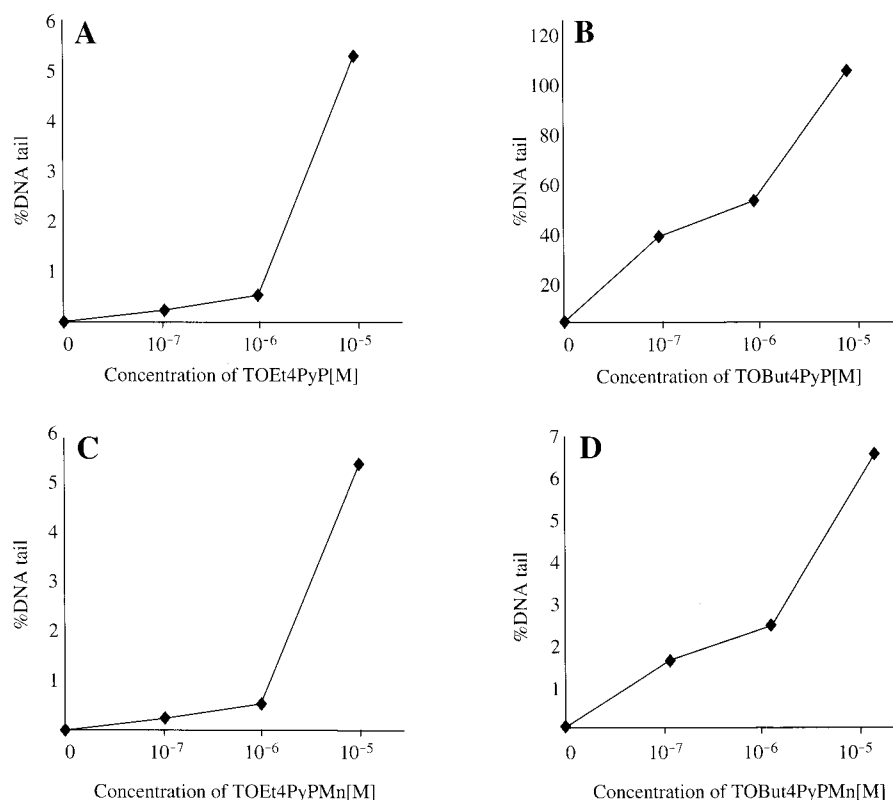 A
6
5
4
3
2
1
%DNA tail
0 10⁻⁷ 10⁻⁶ 10⁻⁵
Concentration of TOEt4PyP[M]
B
120
100
80
60
40
20
%DNA tail
0 10⁻⁷ 10⁻⁶ 10⁻⁵
Concentration of TOBut4PyP[M]
C
6
5
4
3
2
1
%DNA tail
0 10⁻⁷ 10⁻⁶ 10⁻⁵
Concentration of TOEt4PyPMn[M]
D
7
6
5
4
3
2
1
%DNA tail
0 10⁻⁷ 10⁻⁶ 10⁻⁵
Concentration of TOBut4PyPMn[M]